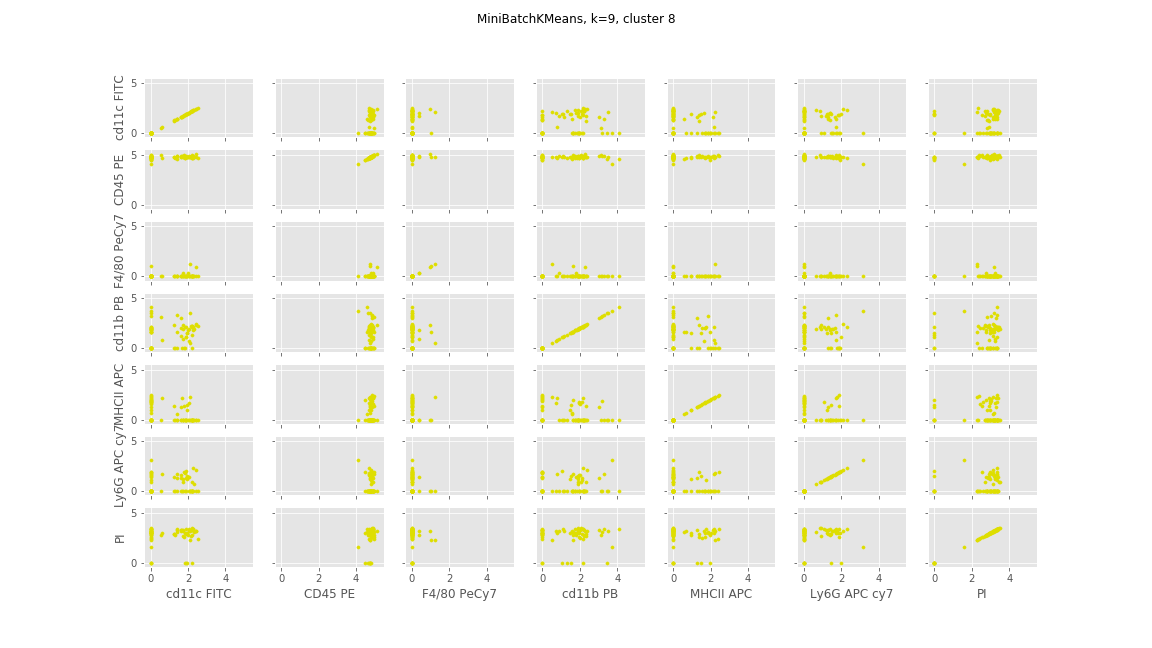 MiniBatchKMeans, k=9, cluster 8
cd11c FITC
5
0
CD45 PE
5
0
F4/80 PeCy7
5
0
cd11b PB
5
0
MHCII APC
5
0
Ly6G APC cy7
5
0
PI
5
0
0 2 4 0 2 4 0 2 4 0 2 4 0 2 4 0 2 4 0 2 4
cd11c FITC CD45 PE F4/80 PeCy7 cd11b PB MHCII APC Ly6G APC cy7 PI